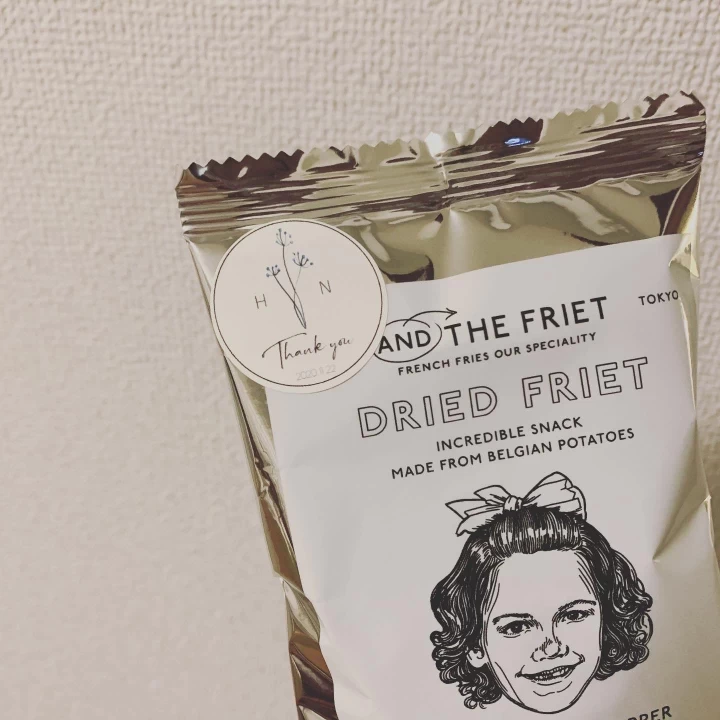 H N
Thank you
AND THE FRIET
TOKYO
FRENCH FRIES OUR SPECIALITY
DRIED FRIET
INCREDIBLE SNACK
MADE FROM BELGIAN POTATOES